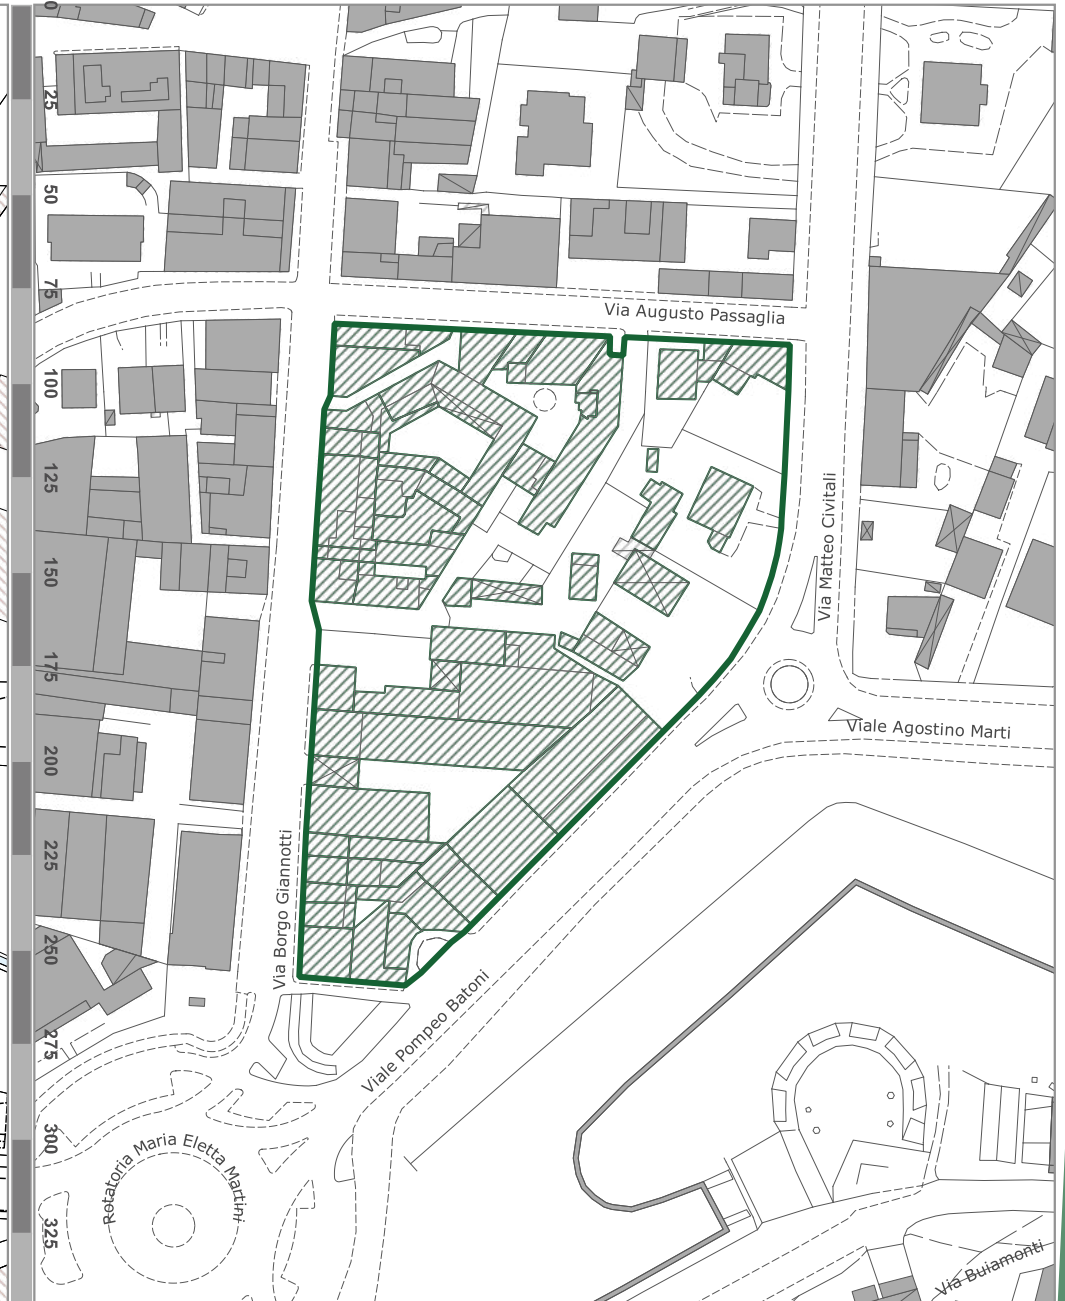 0
25
50
75
100
125
150
175
200
225
250
275
300
325
Via Augusto Passaglia
Via Matteo Civitali
Viale Agostino Marti
Via Borgo Giannotti
Viale Pompeo Batoni
Rotatoria Maria Eletta Martini
Via Buiamonti